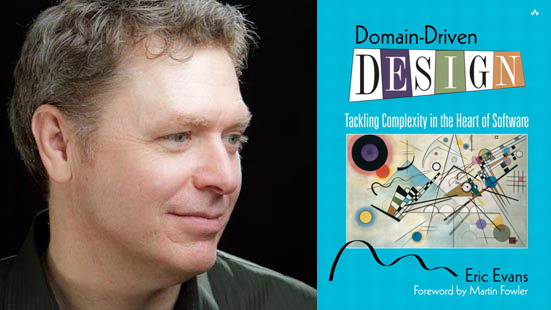 Domain-Driven
DESIGN
Tackling Complexity in the Heart of Software
Eric Evans
Foreword by Martin Fowler